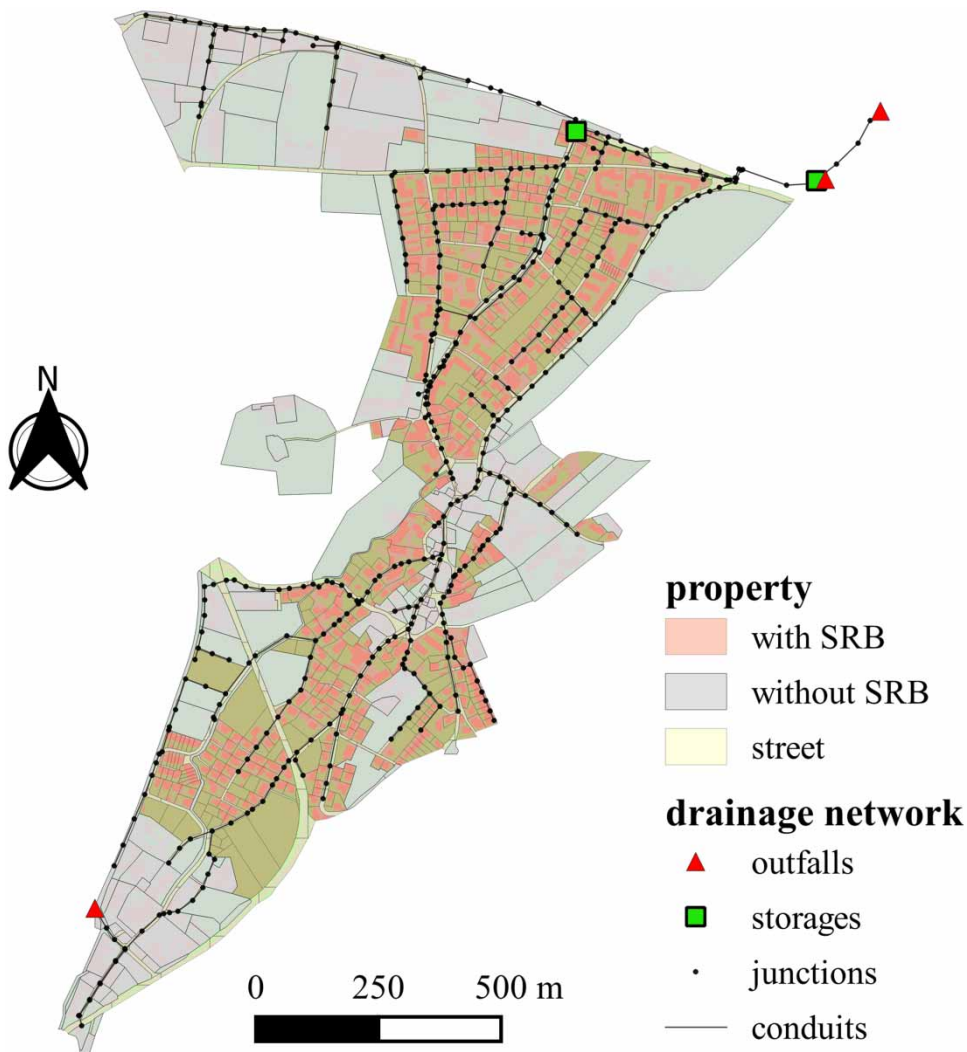 N
property
with SRB
without SRB
street
drainage network
outfalls
storages
junctions
conduits
0 250 500 m